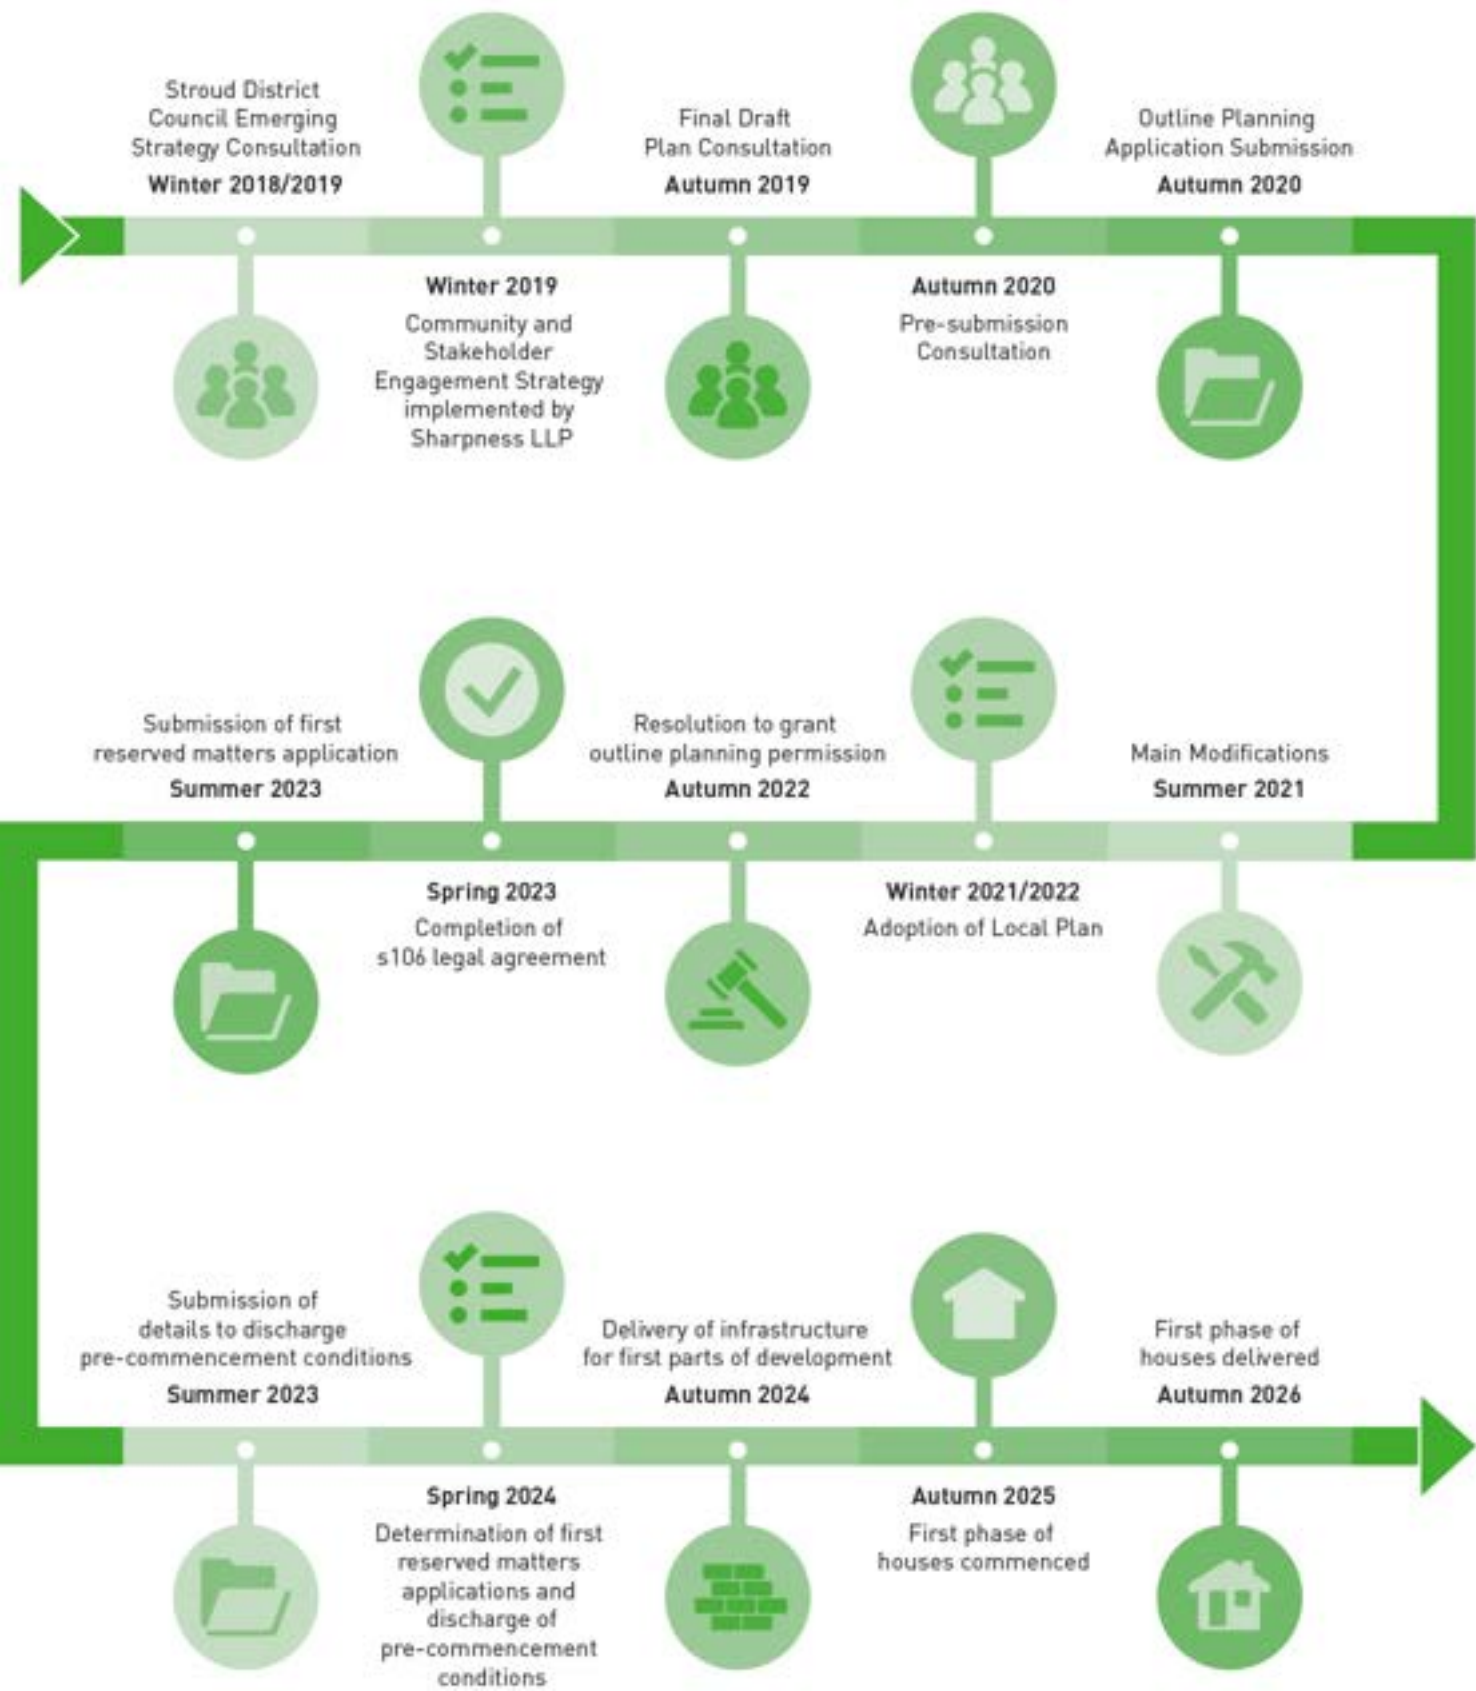 Stroud District
Council Emerging
Strategy Consultation
Winter 2018/2019
Winter 2019
Community and
Stakeholder
Engagement Strategy
implemented by
Sharpness LLP
Final Draft
Plan Consultation
Autumn 2019
Autumn 2020
Pre-submission
Consultation
Outline Planning
Application Submission
Autumn 2020
Main Modifications
Summer 2021
Winter 2021/2022
Adoption of Local Plan
Resolution to grant
outline planning permission
Autumn 2022
Spring 2023
Completion of
s106 legal agreement
Submission of first
reserved matters application
Summer 2023
Submission of
details to discharge
pre-commencement conditions
Summer 2023
Spring 2024
Determination of first
reserved matters
applications and
discharge of
pre-commencement
conditions
Delivery of infrastructure
for first parts of development
Autumn 2024
Autumn 2025
First phase of
houses commenced
First phase of
houses delivered
Autumn 2026